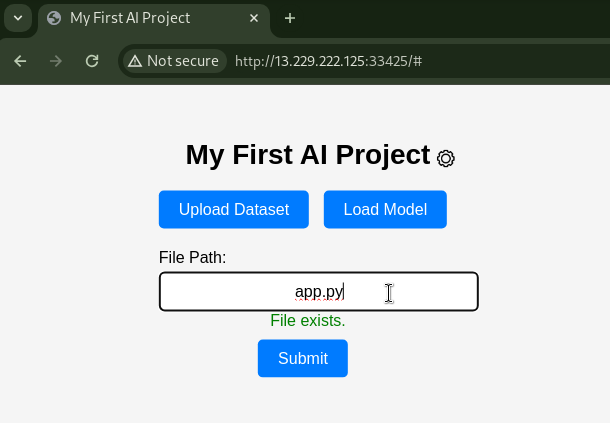 My First AI Project
Not secure http://13.229.222.125:33425/#
My First AI Project
Upload Dataset Load Model
File Path:
app.py
File exists.
Submit